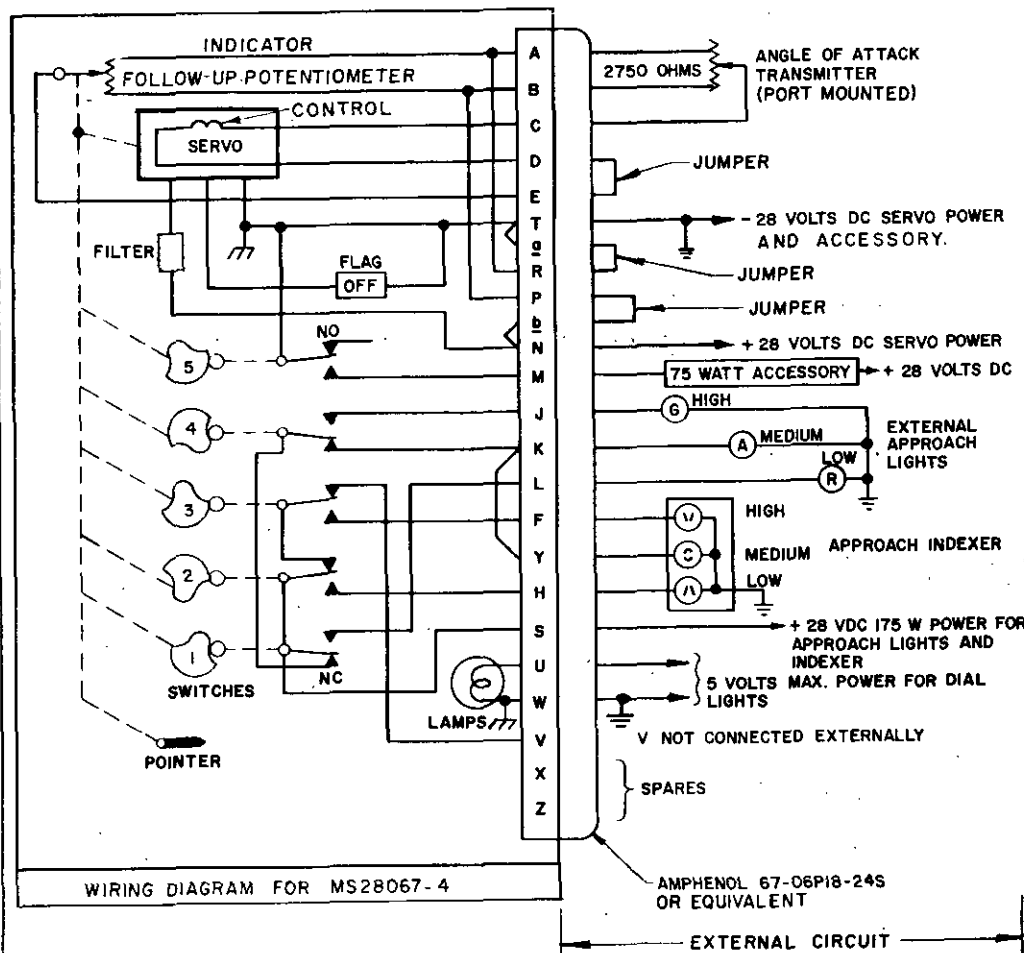 INDICATOR
FOLLOW-UP POTENTIOMETER
CONTROL
SERVO
FILTER
FLAG
OFF
NO
5
4
3
2
1
SWITCHES
NC
LAMPS
POINTER
A
B
C
D
E
T
a
R
P
b
N
M
J
K
L
F
Y
H
S
U
W
V
X
Z
2750 OHMS
ANGLE OF ATTACK
TRANSMITTER
(PORT MOUNTED)
JUMPER
- 28 VOLTS DC SERVO POWER
AND ACCESSORY.
JUMPER
JUMPER
+ 28 VOLTS DC SERVO POWER
75 WATT ACCESSORY
+ 28 VOLTS DC
G
HIGH
A
MEDIUM
LOW
R
EXTERNAL
APPROACH
LIGHTS
HIGH
MEDIUM
LOW
APPROACH INDEXER
+ 28 VDC 175 W POWER FOR
APPROACH LIGHTS AND
INDEXER
5 VOLTS MAX. POWER FOR DIAL
LIGHTS
V NOT CONNECTED EXTERNALLY
SPARES
WIRING DIAGRAM FOR MS28067-4
AMPHENOL 67-06P18-24S
OR EQUIVALENT
EXTERNAL CIRCUIT